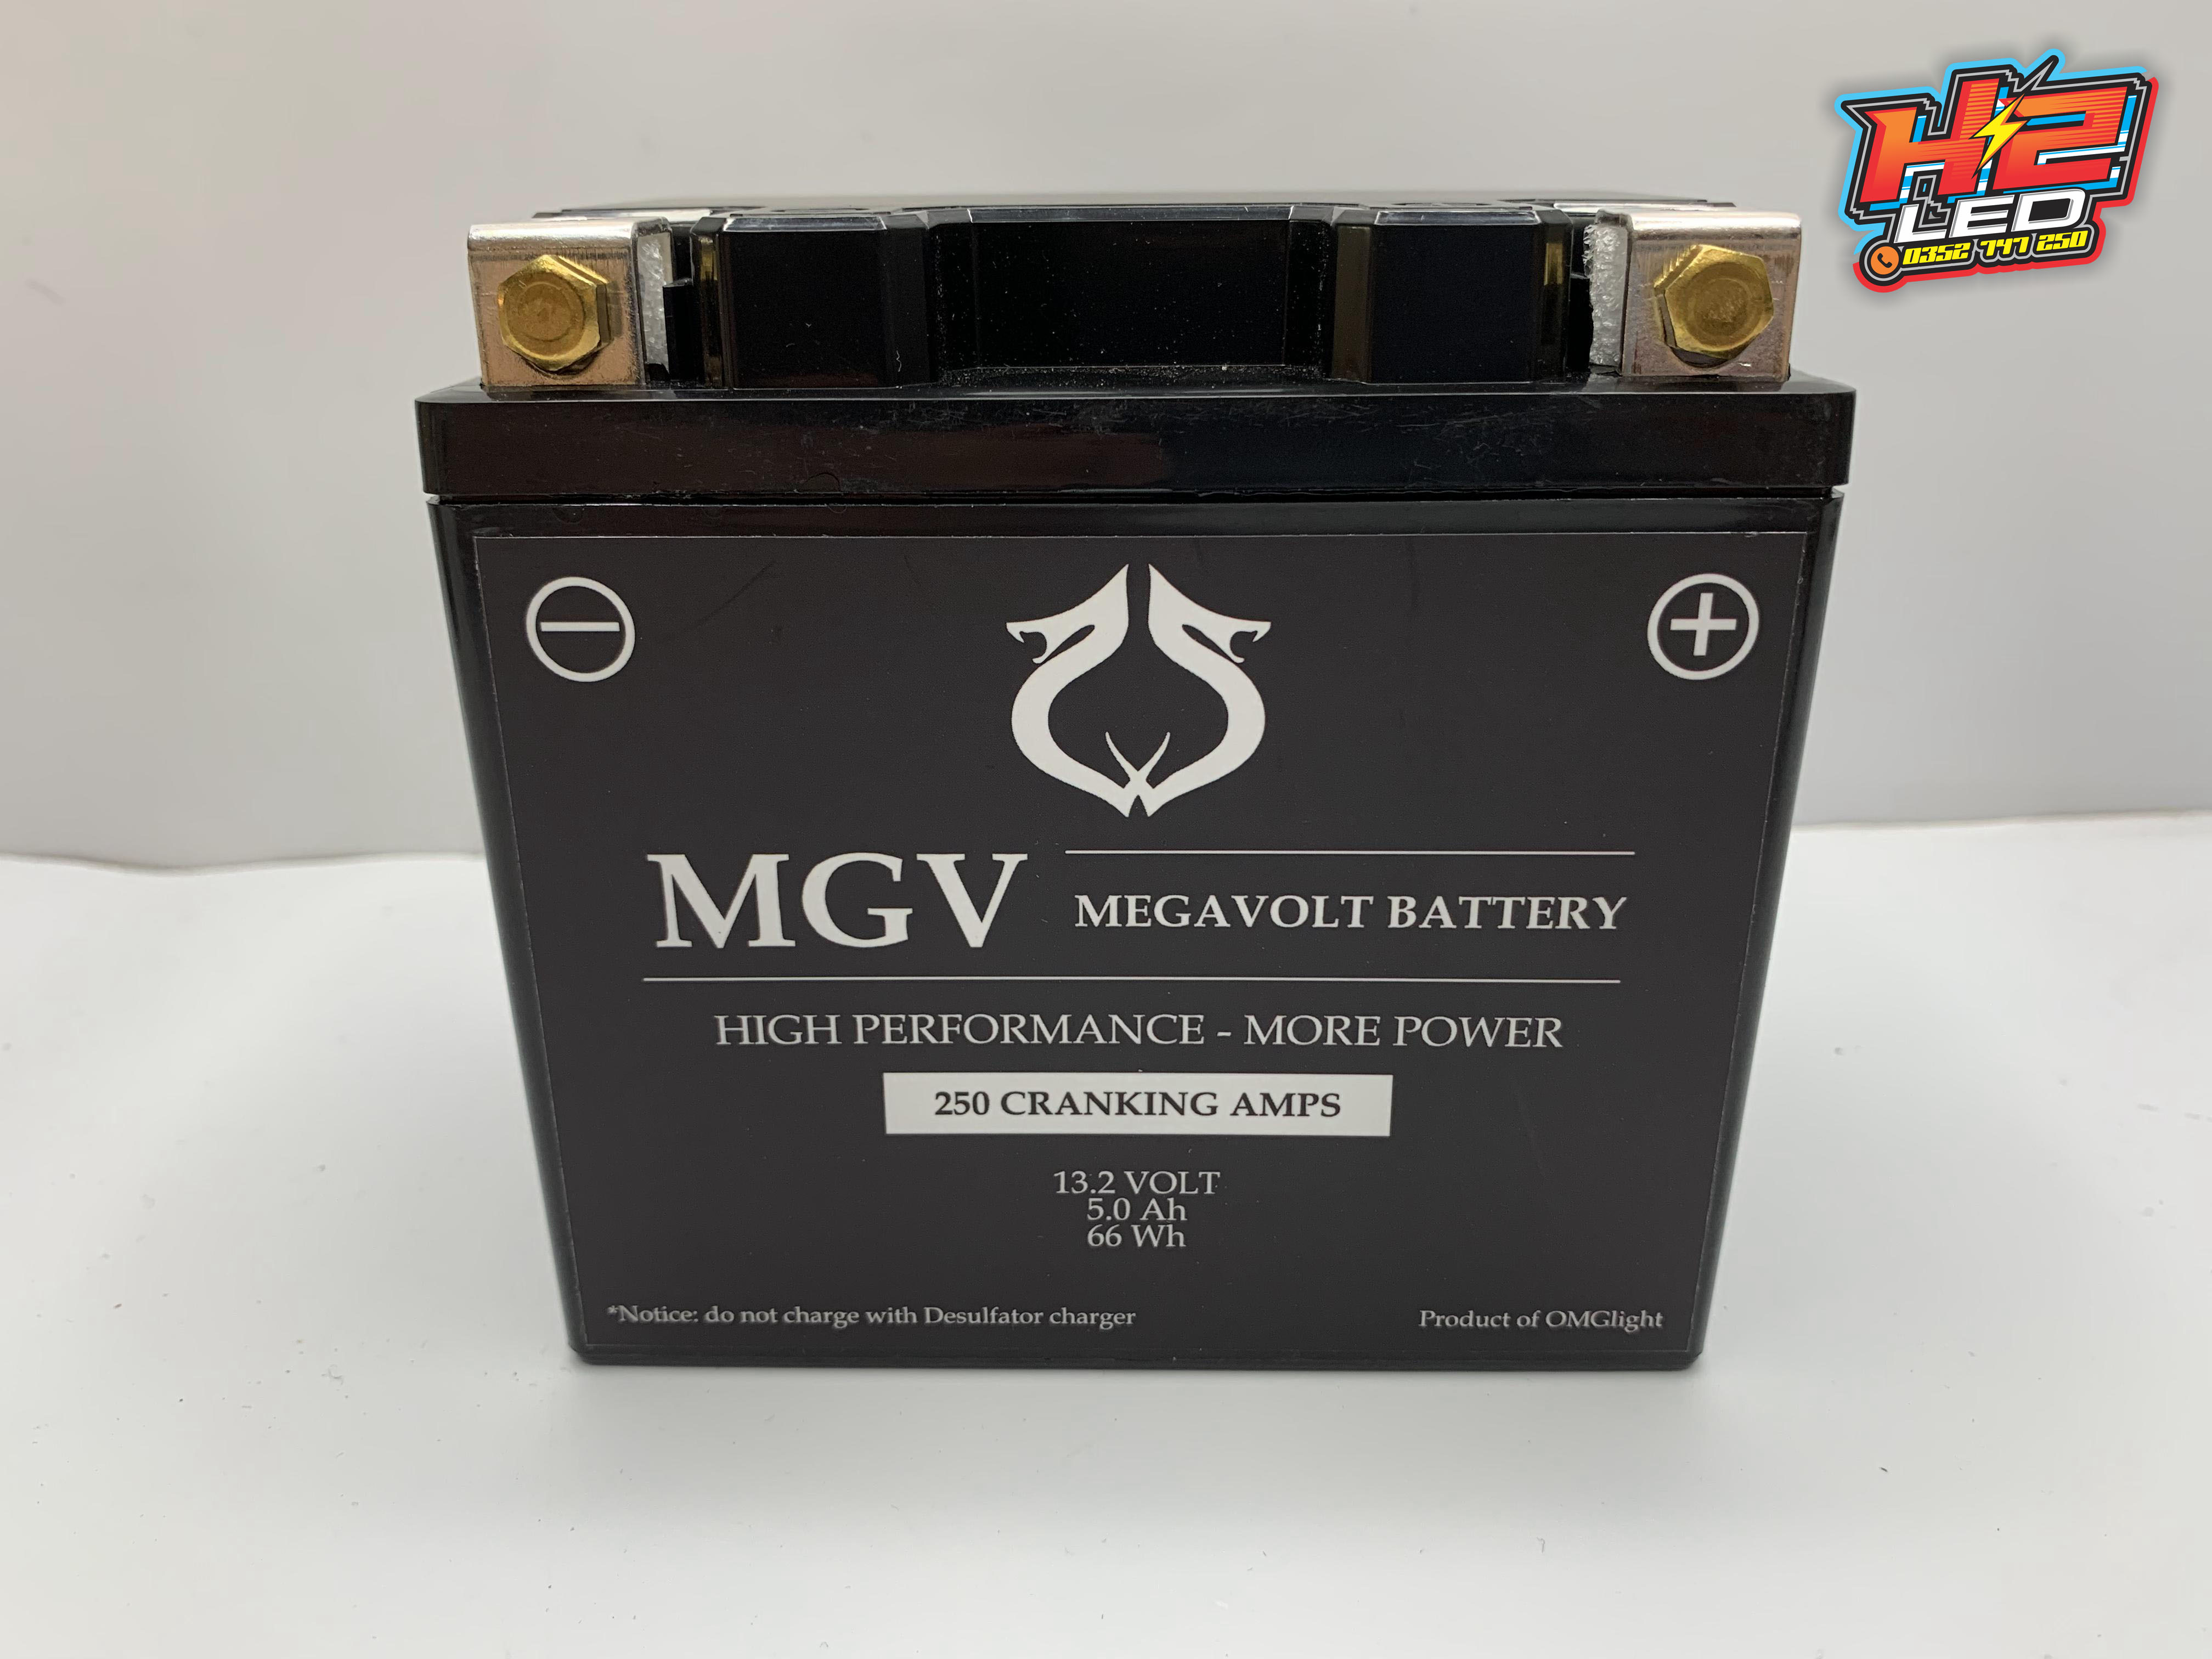 H2
LED
0352 747 250
MGV
MEGAVOLT BATTERY
HIGH PERFORMANCE - MORE POWER
250 CRANKING AMPS
13.2 VOLT
5.0 Ah
66 Wh
*Notice: do not charge with Desulfator charger
Product of OMGlight